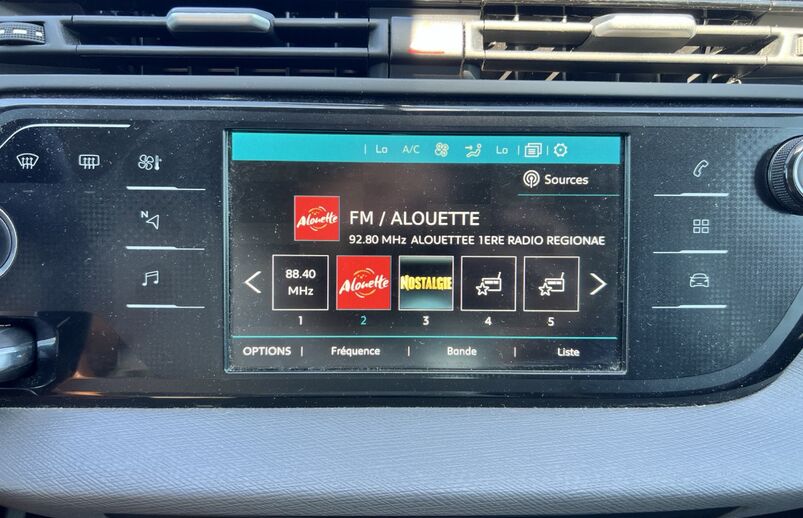 Lo A/C Lo
Sources
Alouette
FM / ALOUETTE
92.80 MHz ALOUETTEE 1ERE RADIO REGIONAE
N
88.40
MHz
Alouette
NOSTALGIE
1 2 3 4 5
OPTIONS Fréquence Bande Liste